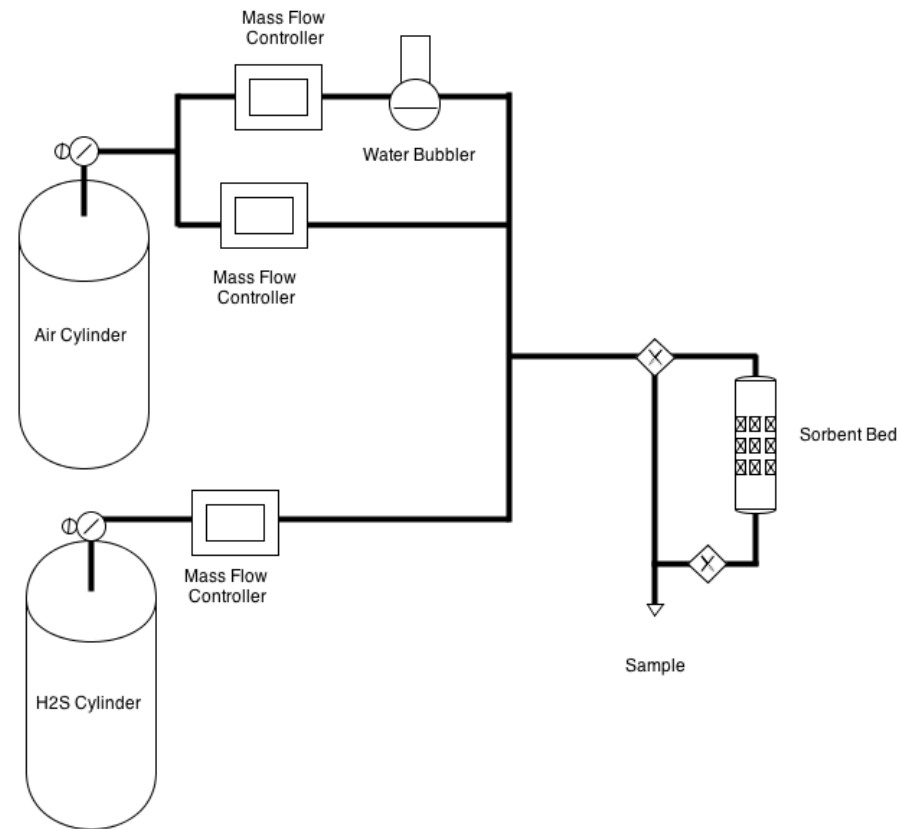 Mass Flow
Controller
Water Bubbler
Mass Flow
Controller
Air Cylinder
Sorbent Bed
Mass Flow
Controller
Sample
H2S Cylinder